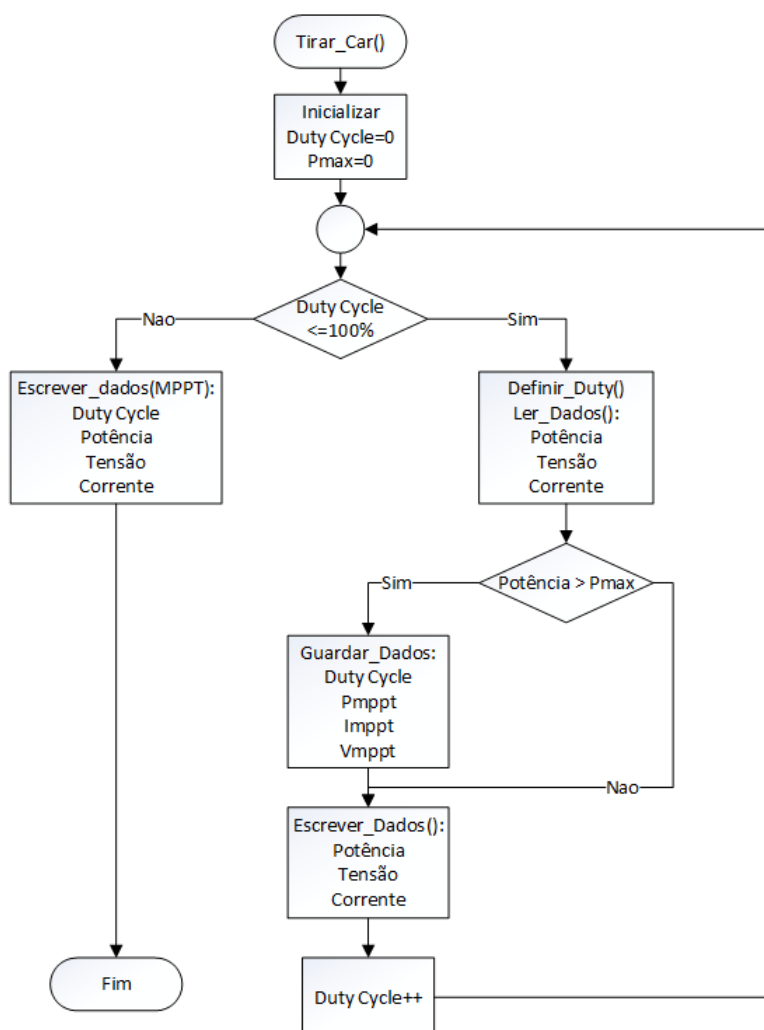 Tirar_Car()
Inicializar
Duty Cycle=0
Pmax=0
Duty Cycle
<=100%
Nao
Sim
Escrever_dados(MPPT):
Duty Cycle
Potência
Tensão
Corrente
Definir_Duty()
Ler_Dados():
Potência
Tensão
Corrente
Potência > Pmax
Sim
Guardar_Dados:
Duty Cycle
Pmppt
Imppt
Vmppt
Nao
Escrever_Dados():
Potência
Tensão
Corrente
Fim
Duty Cycle++